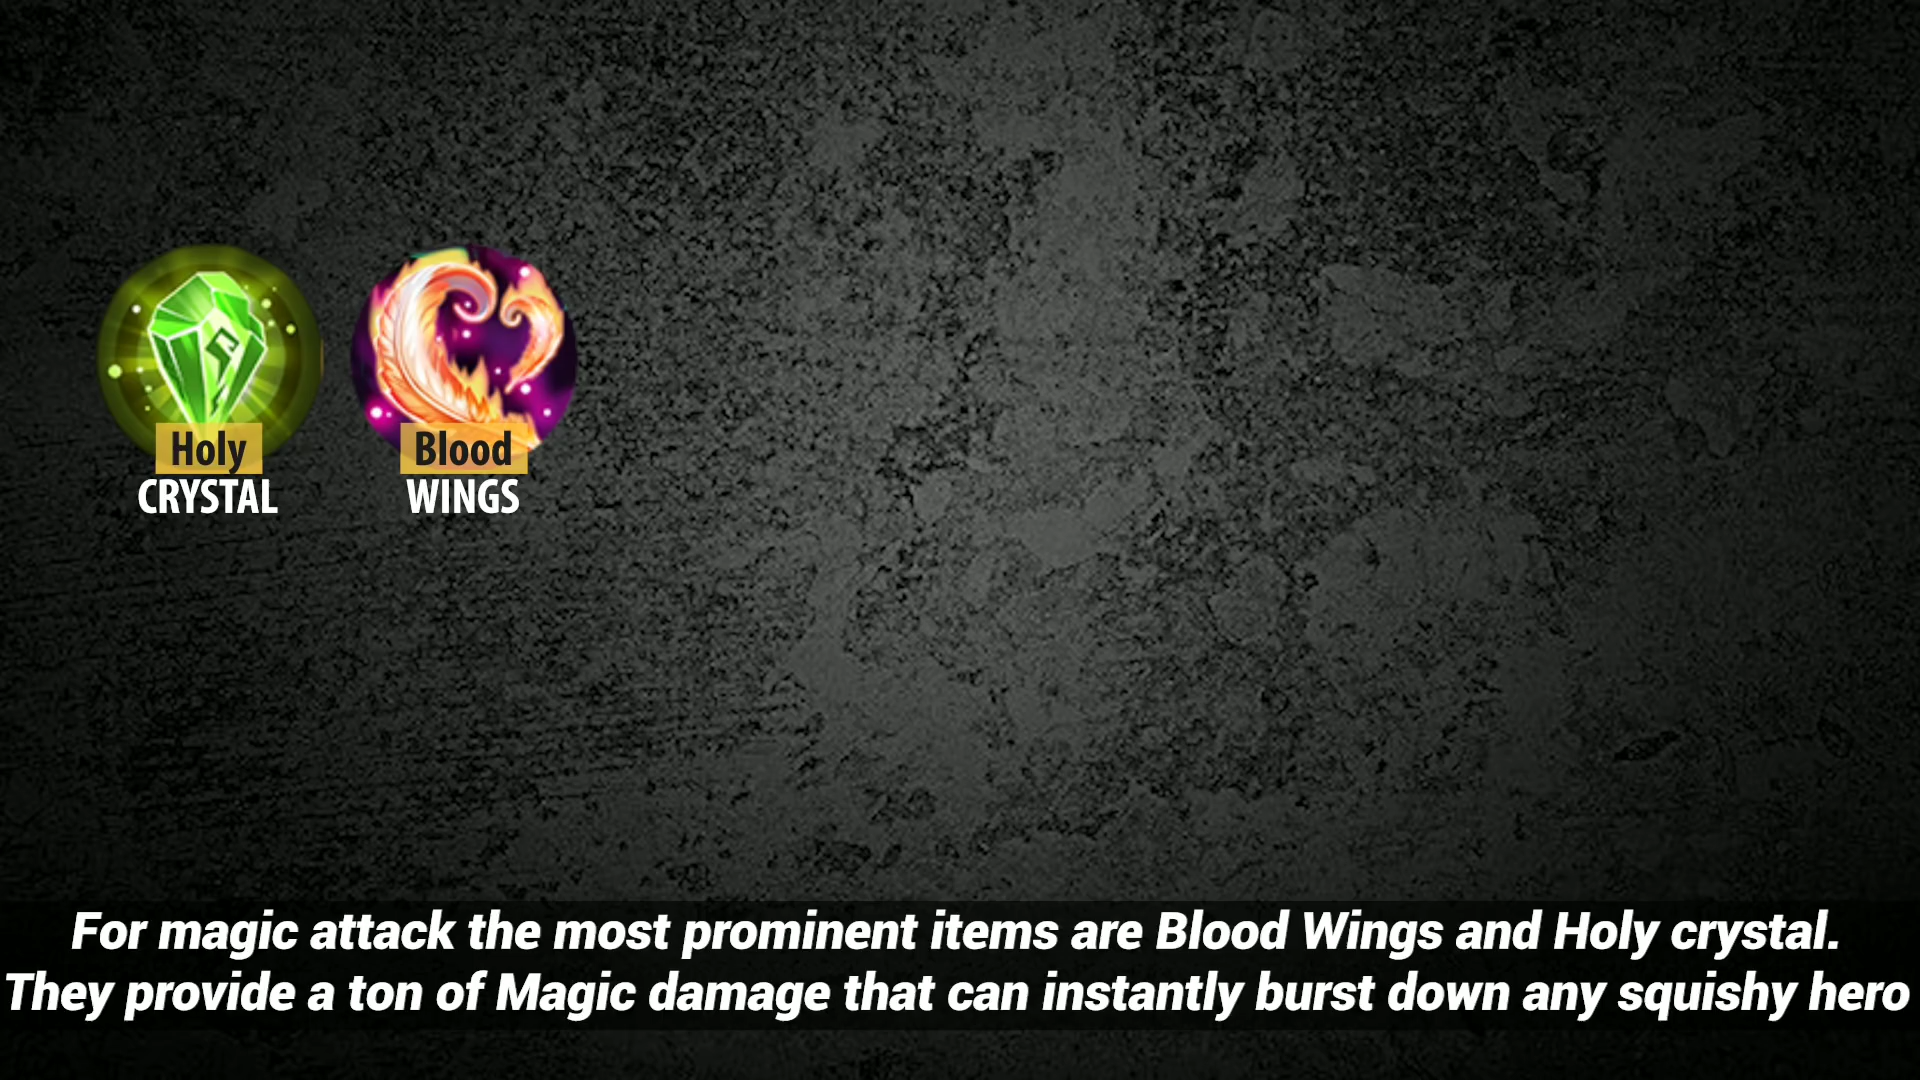 Holy
CRYSTAL
Blood
WINGS
For magic attack the most prominent items are Blood Wings and Holy crystal.
They provide a ton of Magic damage that can instantly burst down any squishy hero